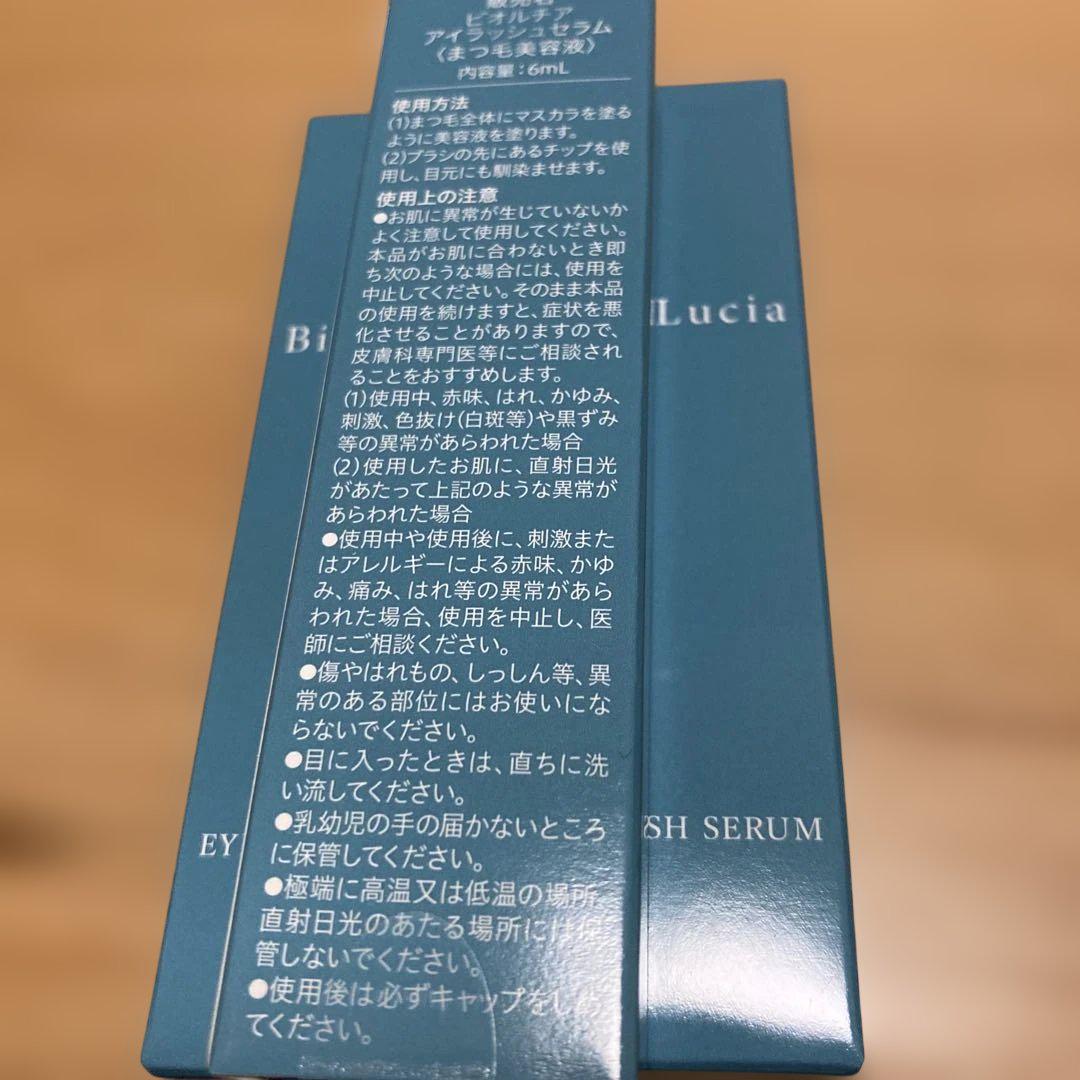 販売名
ビオルチア
アイラッシュセラム
〈まつ毛美容液〉
内容量:6mL
使用方法
(1)まつ毛全体にマスカラを塗る
ように美容液を塗ります。
(2)ブラシの先にあるチップを使
用し、目元にも馴染ませます。
使用上の注意
●お肌に異常が生じていないか
よく注意して使用してください。
本品がお肌に合わないとき即
ち次のような場合には、使用を
中止してください。そのまま本品
の使用を続けますと、症状を悪
化させることがありますので、
皮膚科専門医等にご相談され
ることをおすすめします。
(1)使用中、赤味、はれ、かゆみ、
刺激、色抜け(白斑等)や黒ずみ
等の異常があらわれた場合
(2)使用したお肌に、直射日光
があたって上記のような異常が
あらわれた場合
●使用中や使用後に、刺激また
はアレルギーによる赤味、かゆ
み、痛み、はれ等の異常があら
われた場合、使用を中止し、医
師にご相談ください。
●傷やはれもの、しっしん等、異
常のある部位にはお使いにな
らないでください。
●目に入ったときは、直ちに洗
い流してください。
●乳幼児の手の届かないところ
に保管してください。
●極端に高温又は低温の場所、
直射日光のあたる場所には保
管しないでください。
●使用後は必ずキャップをしめ
てください。
Bi Lucia
EY SH SERUM